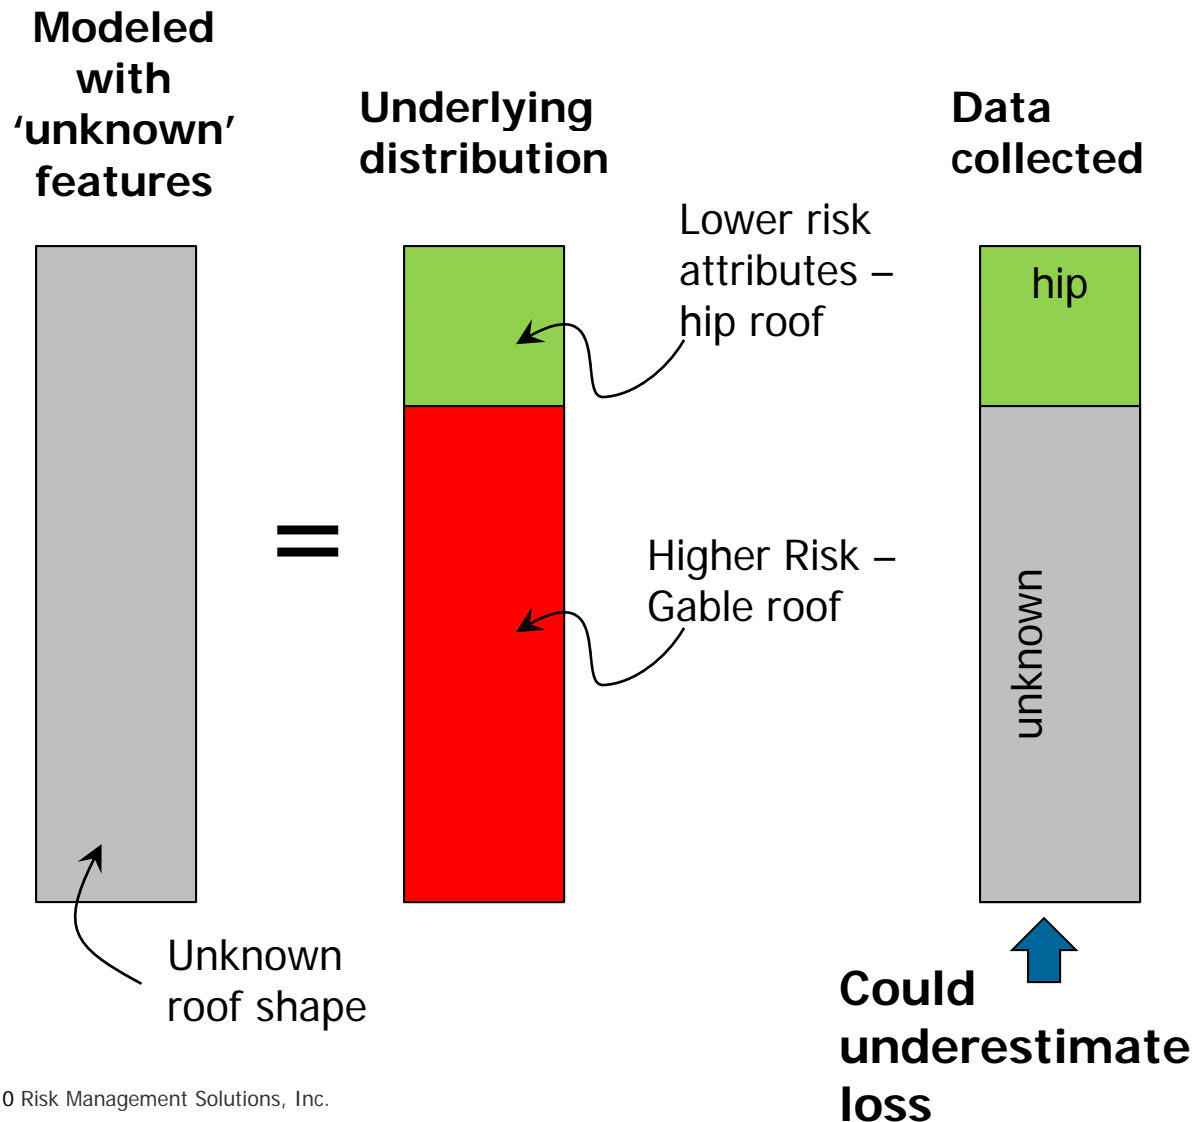 Modeled
with
‘unknown’
features
Underlying
distribution
Data
collected
Lower risk
attributes –
hip roof
hip
=
Higher Risk –
Gable roof
unknown
Unknown
roof shape
Could
underestimate
loss
0 Risk Management Solutions, Inc.